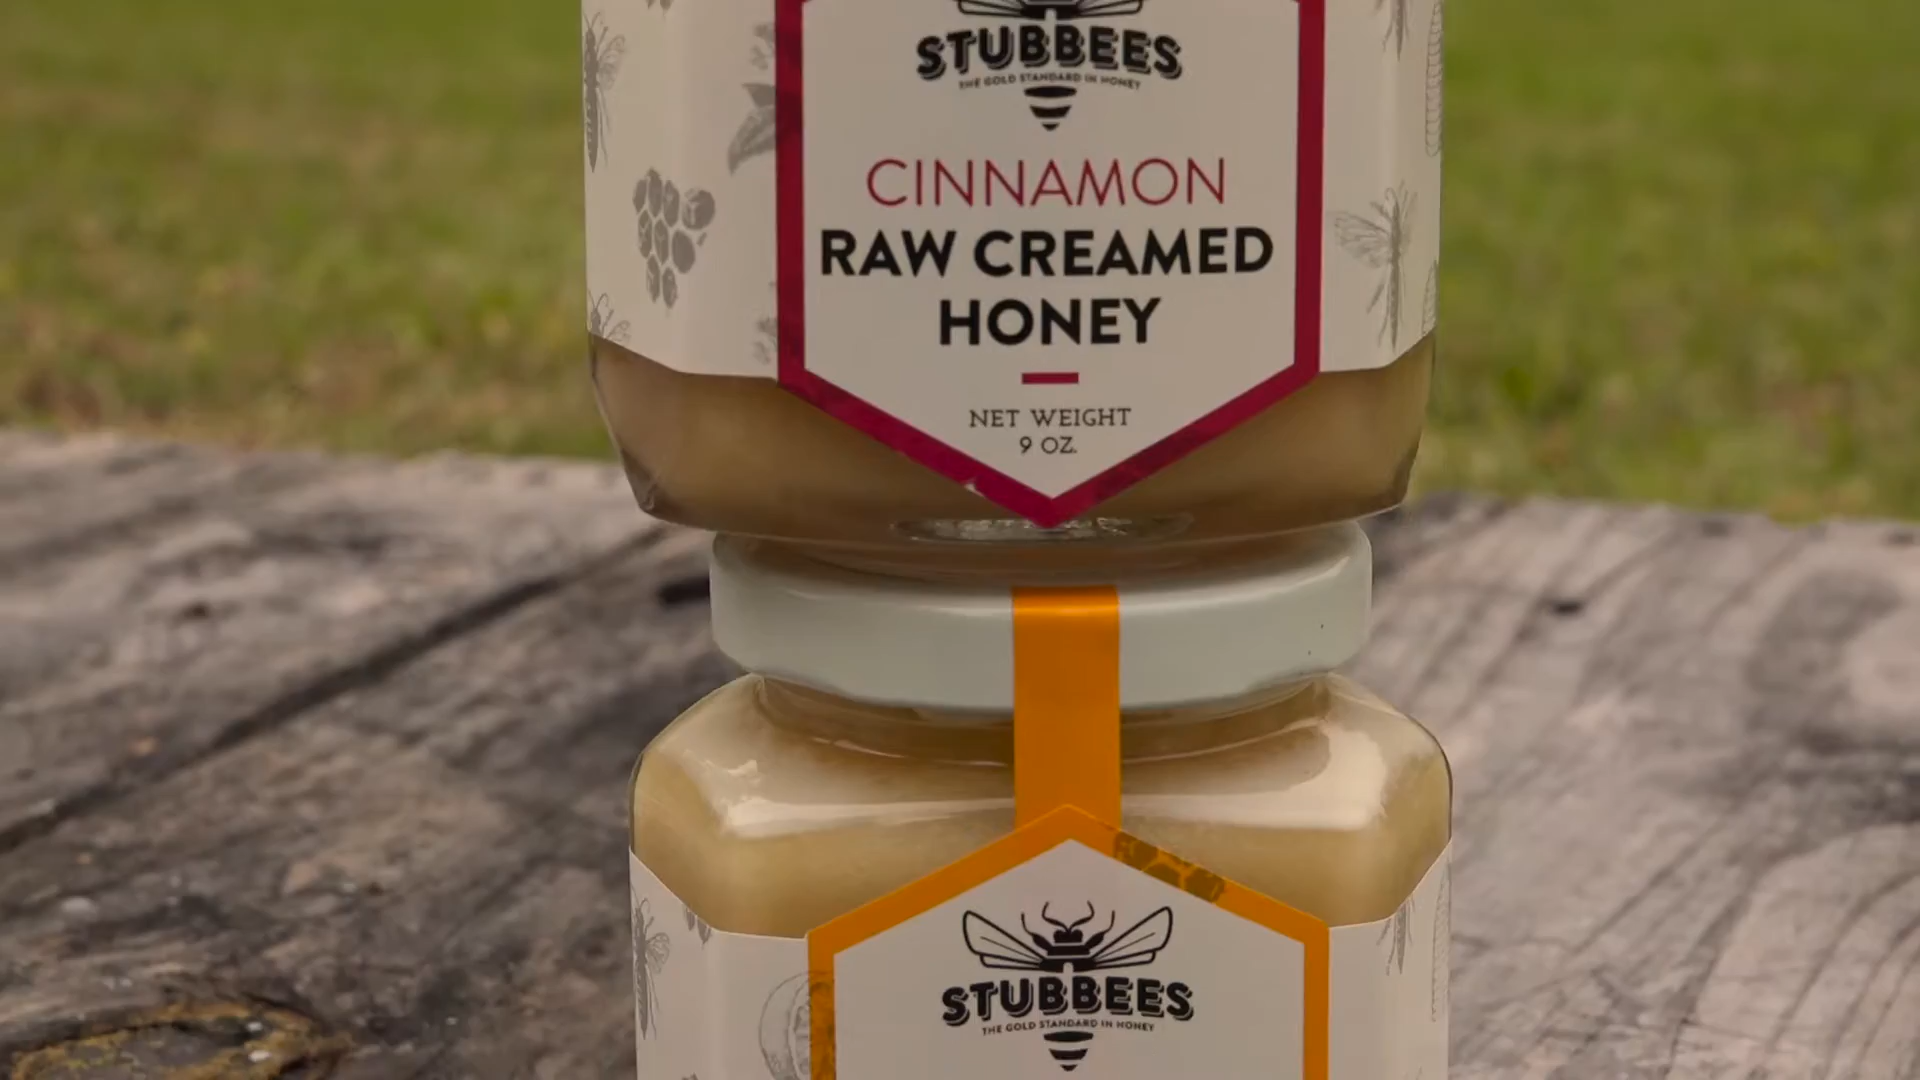 STUBBEES
THE GOLD STANDARD IN HONEY
CINNAMON
RAW CREAMED
HONEY
NET WEIGHT
9 OZ.
STUBBEES
THE GOLD STANDARD IN HONEY